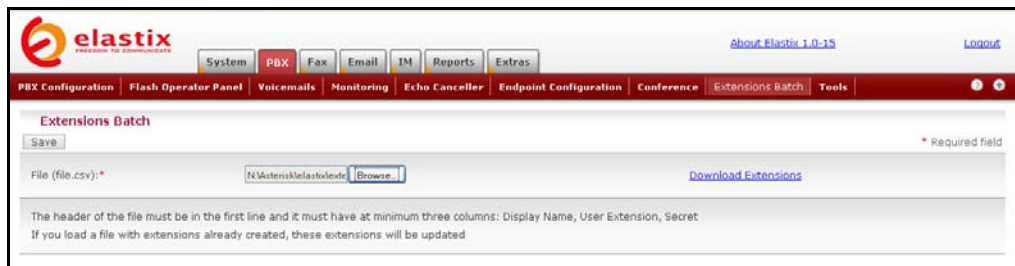 elastix
FREEDOM TO COMMUNICATE
About Elastix 1.0-15 Logout
System PBX Fax Email IM Reports Extras
PBX Configuration Flash Operator Panel Voicemails Monitoring Echo Canceller Endpoint Configuration Conference Extensions Batch Tools
Extensions Batch
Save * Required field
File (file.csv):* N:\Asterisk\elastix\exte Browse... Download Extensions
The header of the file must be in the first line and it must have at minimum three columns: Display Name, User Extension, Secret
If you load a file with extensions already created, these extensions will be updated